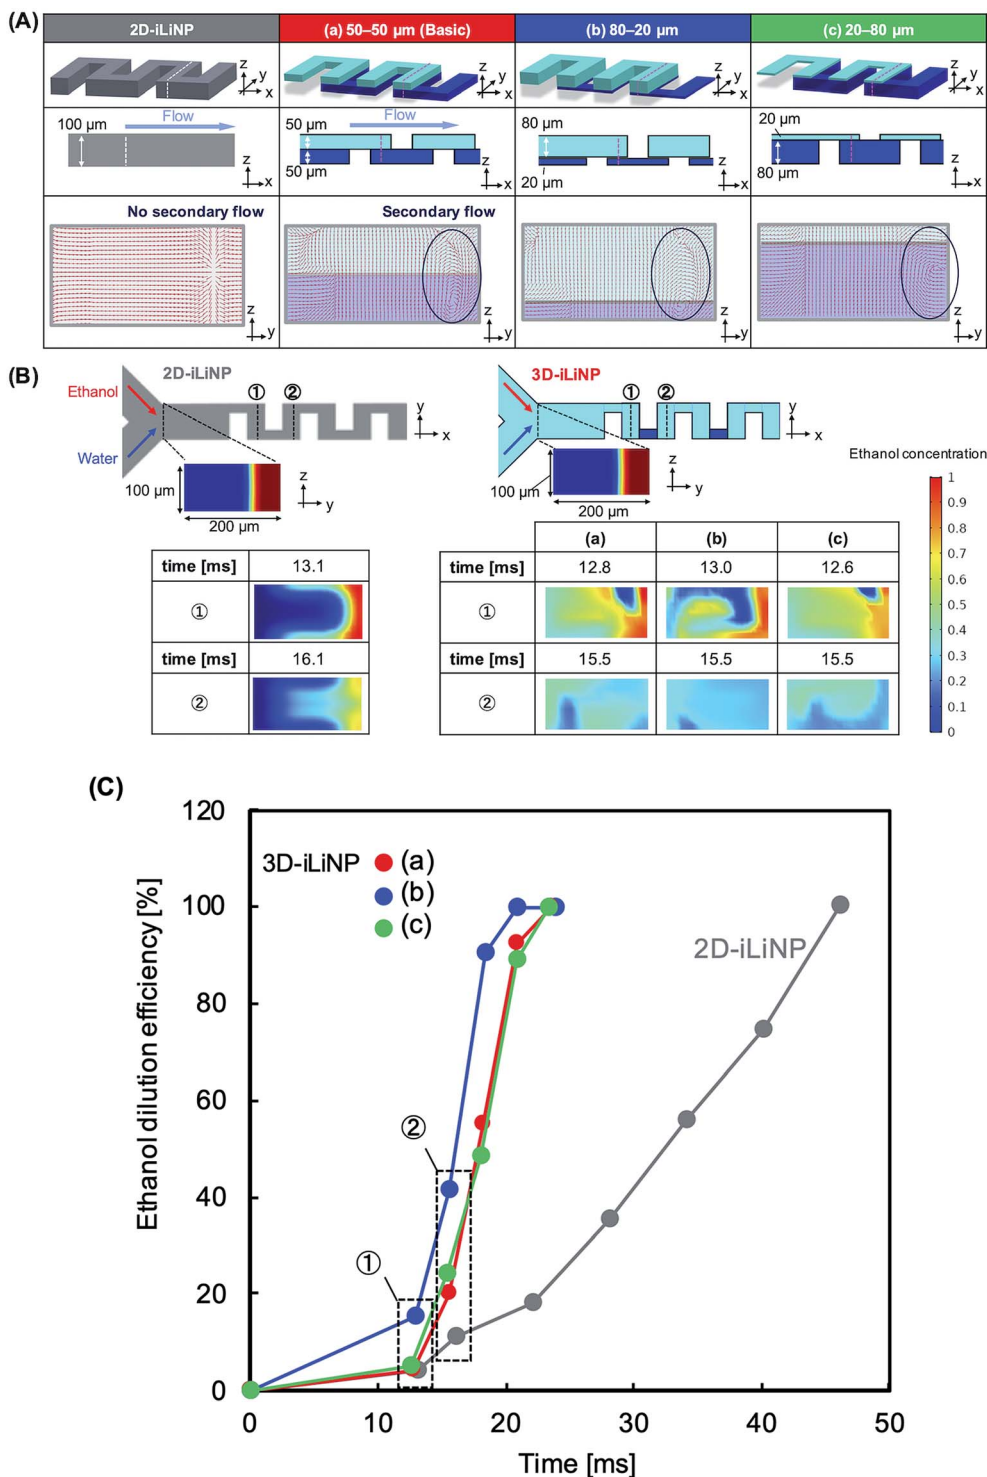 (A)
2D-iLiNP
(a) 50–50 μm (Basic)
(b) 80–20 μm
(c) 20–80 μm
z
y
x
z
y
x
z
y
x
z
y
x
100 μm
Flow
z
x
50 μm
50 μm
Flow
z
x
80 μm
20 μm
z
x
20 μm
80 μm
z
x
No secondary flow
z
y
Secondary flow
z
y
z
y
z
y
(B)
2D-iLiNP
Ethanol
Water
① ②
y
x
100 μm
200 μm
z
y
3D-iLiNP
① ②
y
x
100 μm
200 μm
z
y
Ethanol concentration
1
0.9
0.8
0.7
0.6
0.5
0.4
0.3
0.2
0.1
0
time [ms] 13.1
①
time [ms] 16.1
②
(a) (b) (c)
time [ms] 12.8 13.0 12.6
①
time [ms] 15.5 15.5 15.5
②
(C)
Ethanol dilution efficiency [%]
120
100
80
60
40
20
0
3D-iLiNP
(a)
(b)
(c)
2D-iLiNP
②
①
0 10 20 30 40 50
Time [ms]